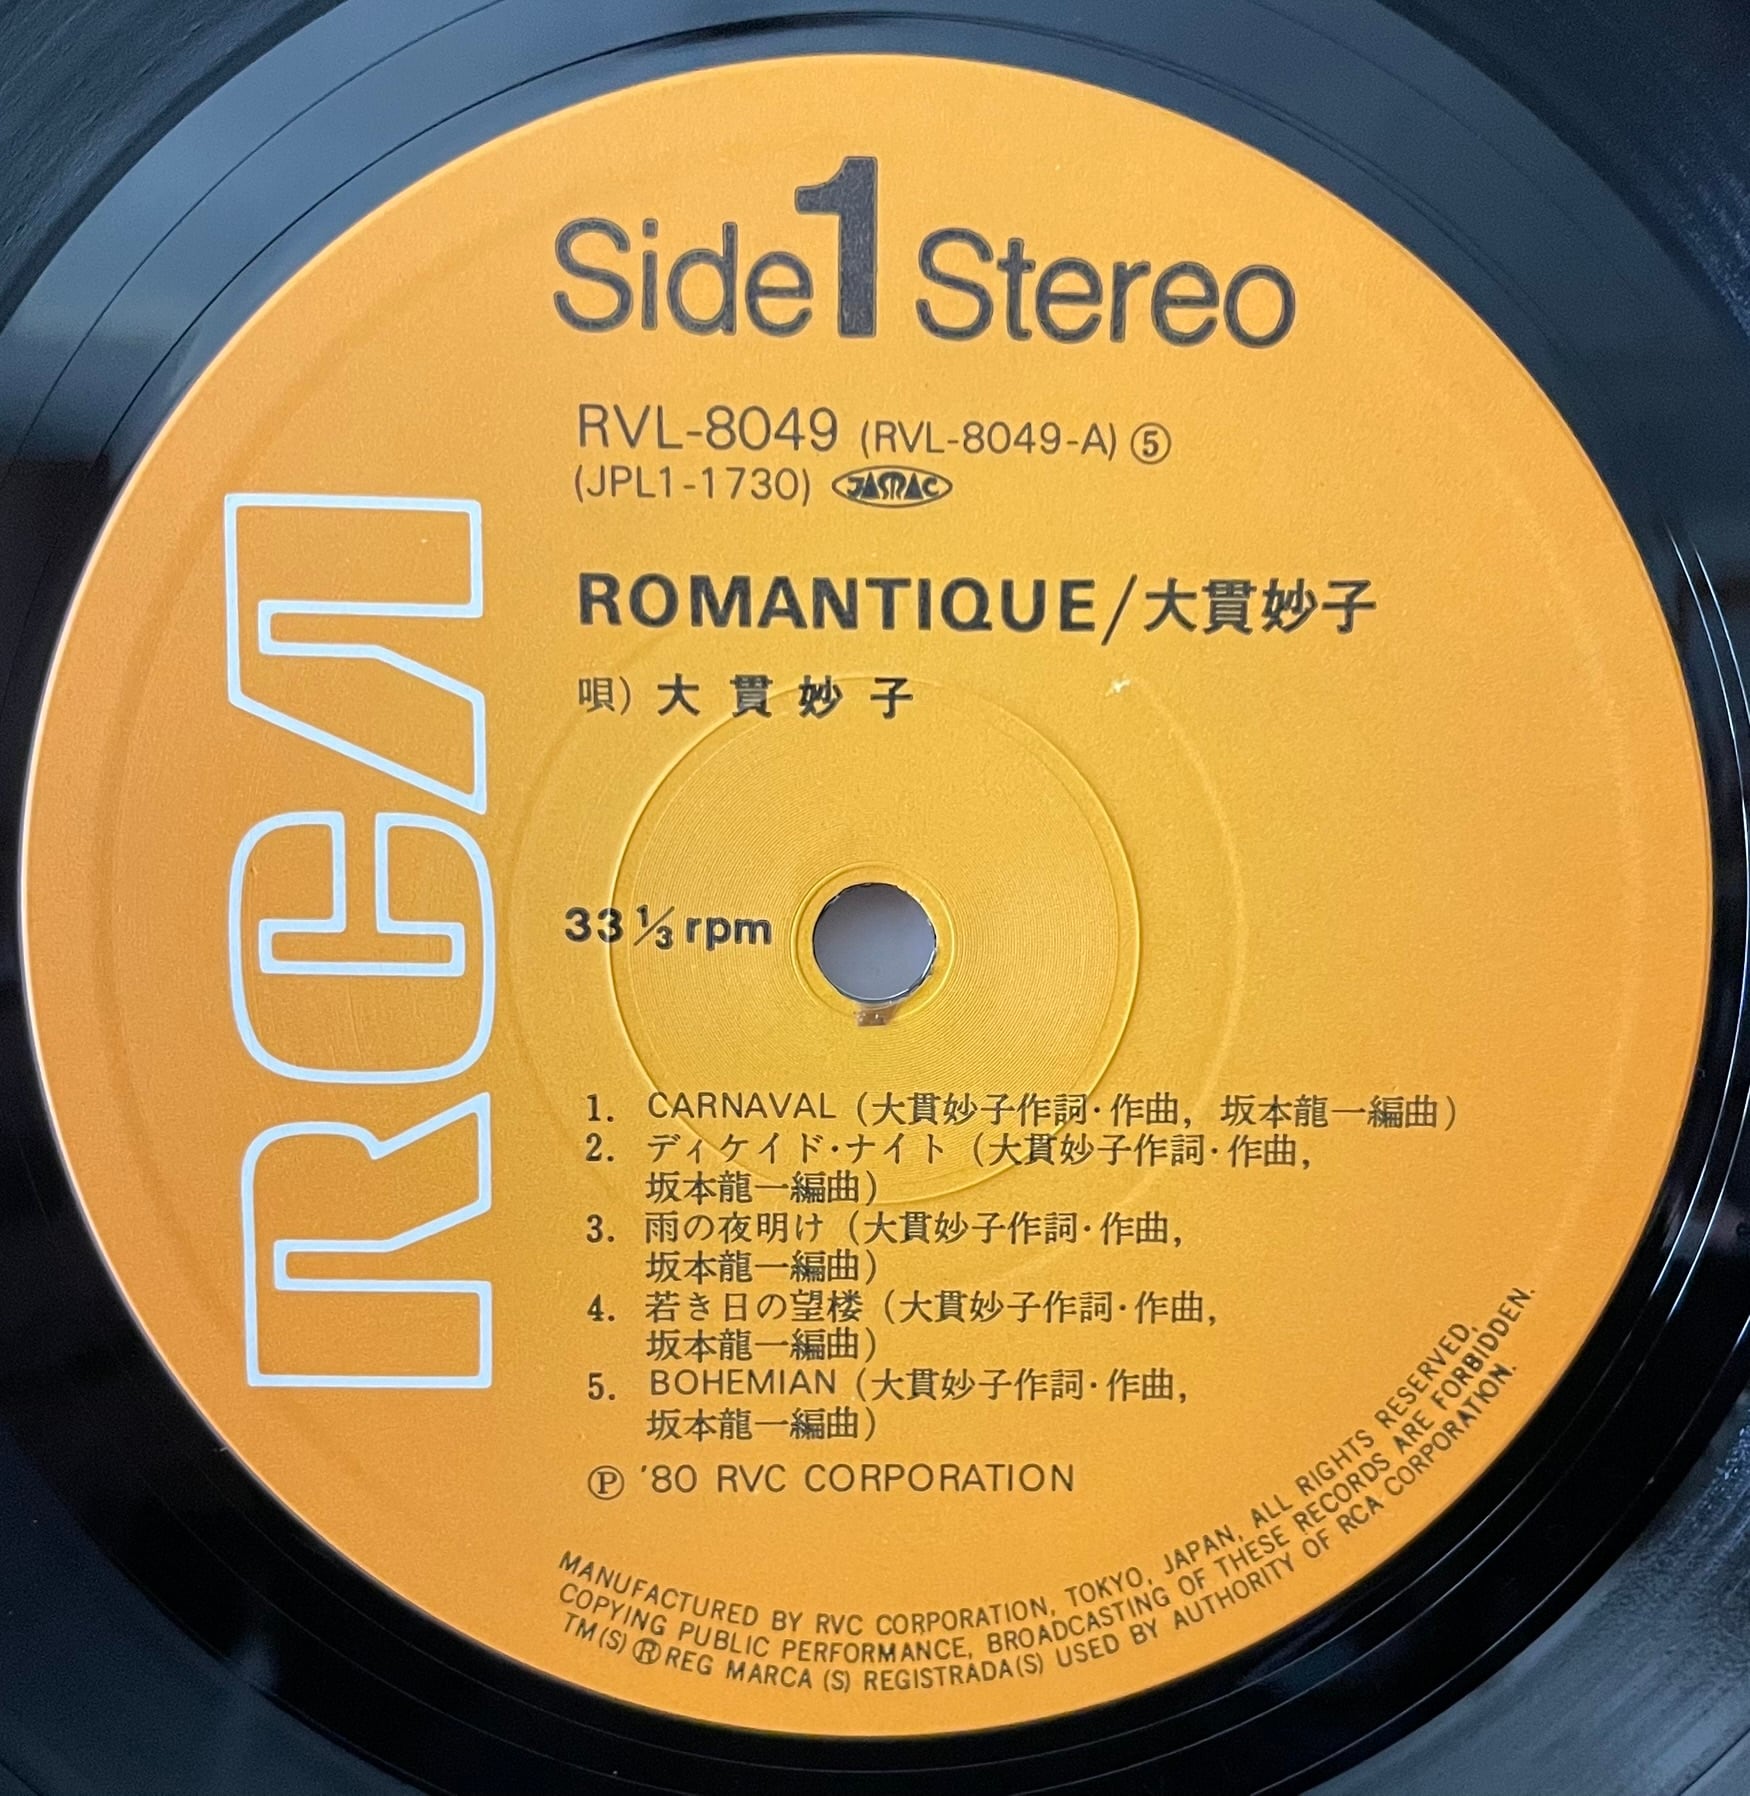 Side 1 Stereo
RVL-8049 (RVL-8049-A) ⑤
(JPL1-1730) JASRAC
ROMANTIQUE/大貫妙子
唄) 大貫妙子
RCA
33 1/3 rpm
1. CARNAVAL (大貫妙子作詞・作曲, 坂本龍一編曲)
2. ディケイド・ナイト (大貫妙子作詞・作曲,
坂本龍一編曲)
3. 雨の夜明け (大貫妙子作詞・作曲,
坂本龍一編曲)
4. 若き日の望楼 (大貫妙子作詞・作曲,
坂本龍一編曲)
5. BOHEMIAN (大貫妙子作詞・作曲,
坂本龍一編曲)
Ⓟ '80 RVC CORPORATION
MANUFACTURED BY RVC CORPORATION, TOKYO, JAPAN, ALL RIGHTS RESERVED,
COPYING PUBLIC PERFORMANCE, BROADCASTING OF THESE RECORDS ARE FORBIDDEN.
TM(S) ® REG MARCA (S) REGISTRADA(S) USED BY AUTHORITY OF RCA CORPORATION.